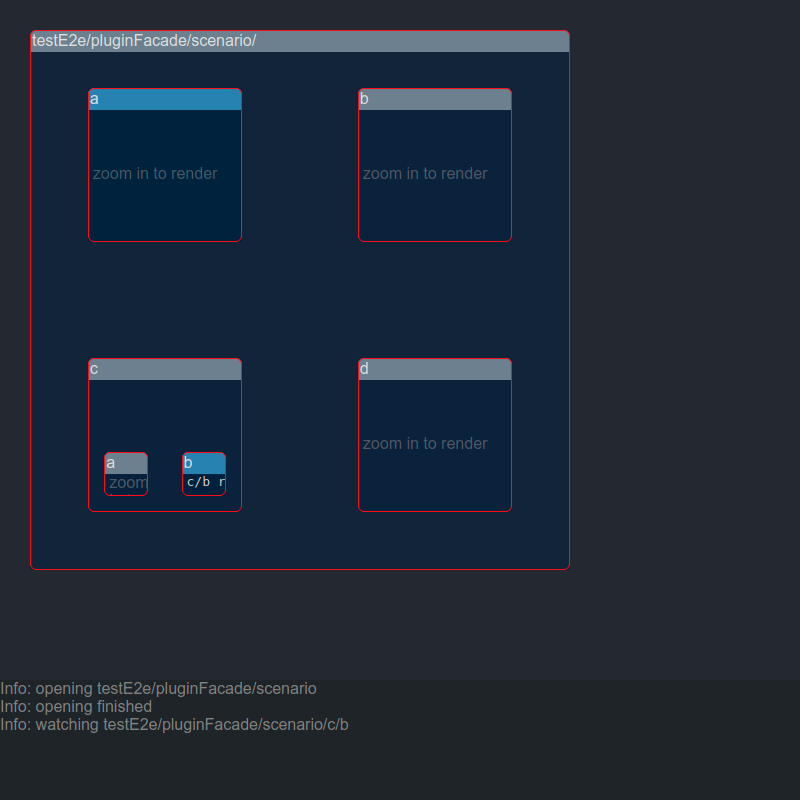 testE2e/pluginFacade/scenario/
a
b
zoom in to render
zoom in to render
c
d
zoom in to render
a
b
zoom
c/b r
Info: opening testE2e/pluginFacade/scenario
Info: opening finished
Info: watching testE2e/pluginFacade/scenario/c/b